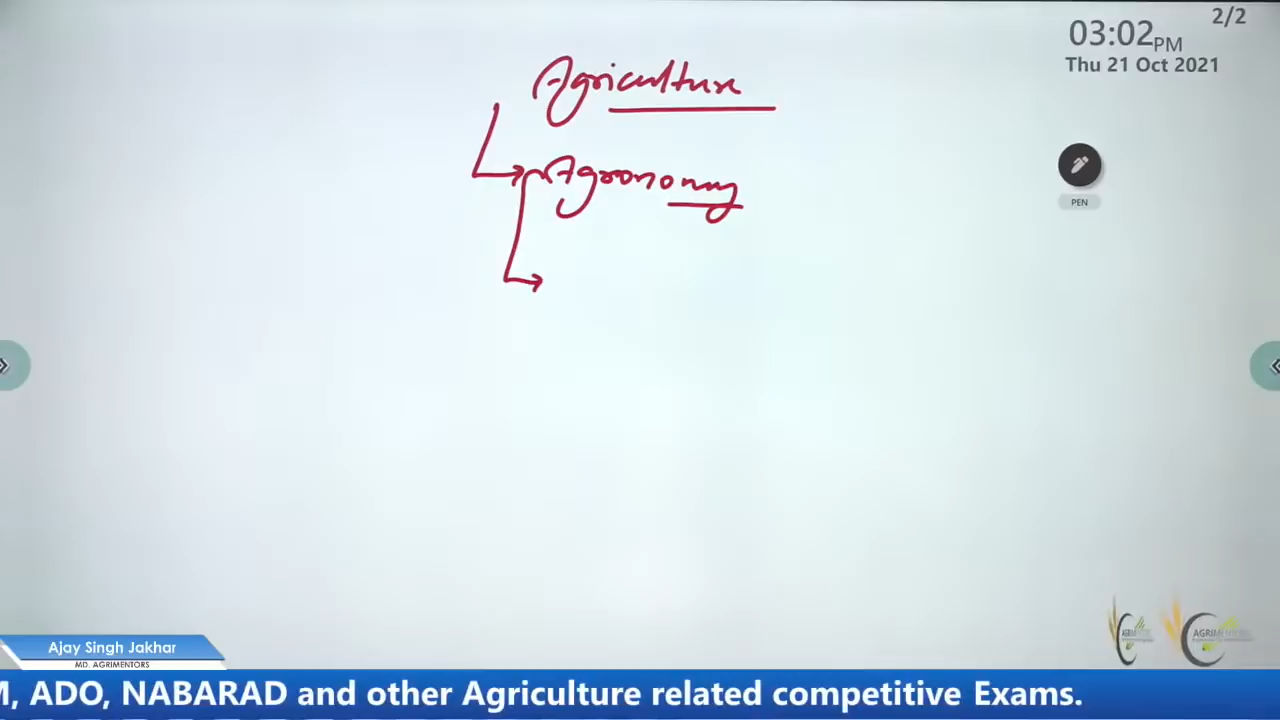 2/2
03:02PM
Thu 21 Oct 2021
Agriculture
Agronomy
PEN
Ajay Singh Jakhar
MD. AGRIMENTORS
M, ADO, NABARAD and other Agriculture related competitive Exams.
AGRIMENTORS